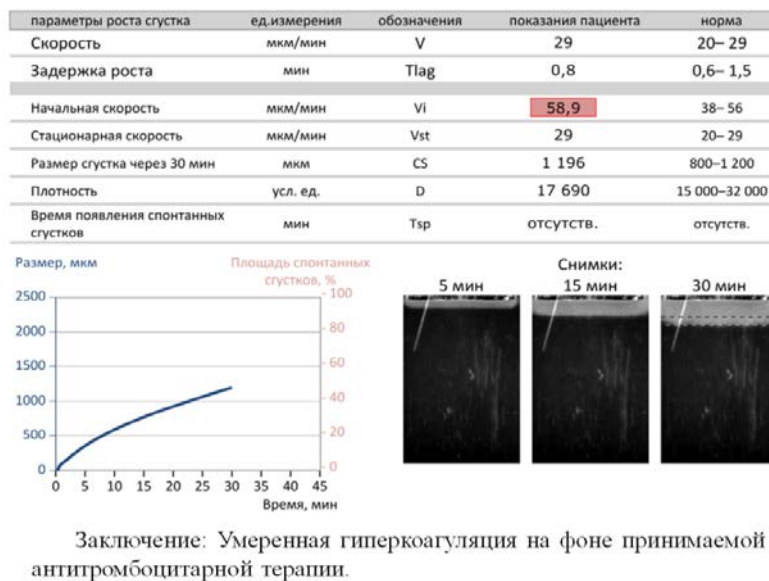 параметры роста сгустка ед.измерения обозначения показания пациента норма
Скорость мкм/мин V 29 20– 29
Задержка роста мин Tlag 0,8 0,6– 1,5
Начальная скорость мкм/мин Vi 58,9 38– 56
Стационарная скорость мкм/мин Vst 29 20– 29
Размер сгустка через 30 мин мкм CS 1 196 800–1 200
Плотность усл. ед. D 17 690 15 000–32 000
Время появления спонтанных
сгустков мин Tsp отсутств. отсутств.
Размер, мкм
Площадь спонтанных
сгустков, %
2500
2000
1500
1000
500
0
100
80
60
40
20
0
0 5 10 15 20 25 30 35 40 45
Время, мин
Снимки:
5 мин 15 мин 30 мин
Заключение: Умеренная гиперкоагуляция на фоне принимаемой
антитромбоцитарной терапии.